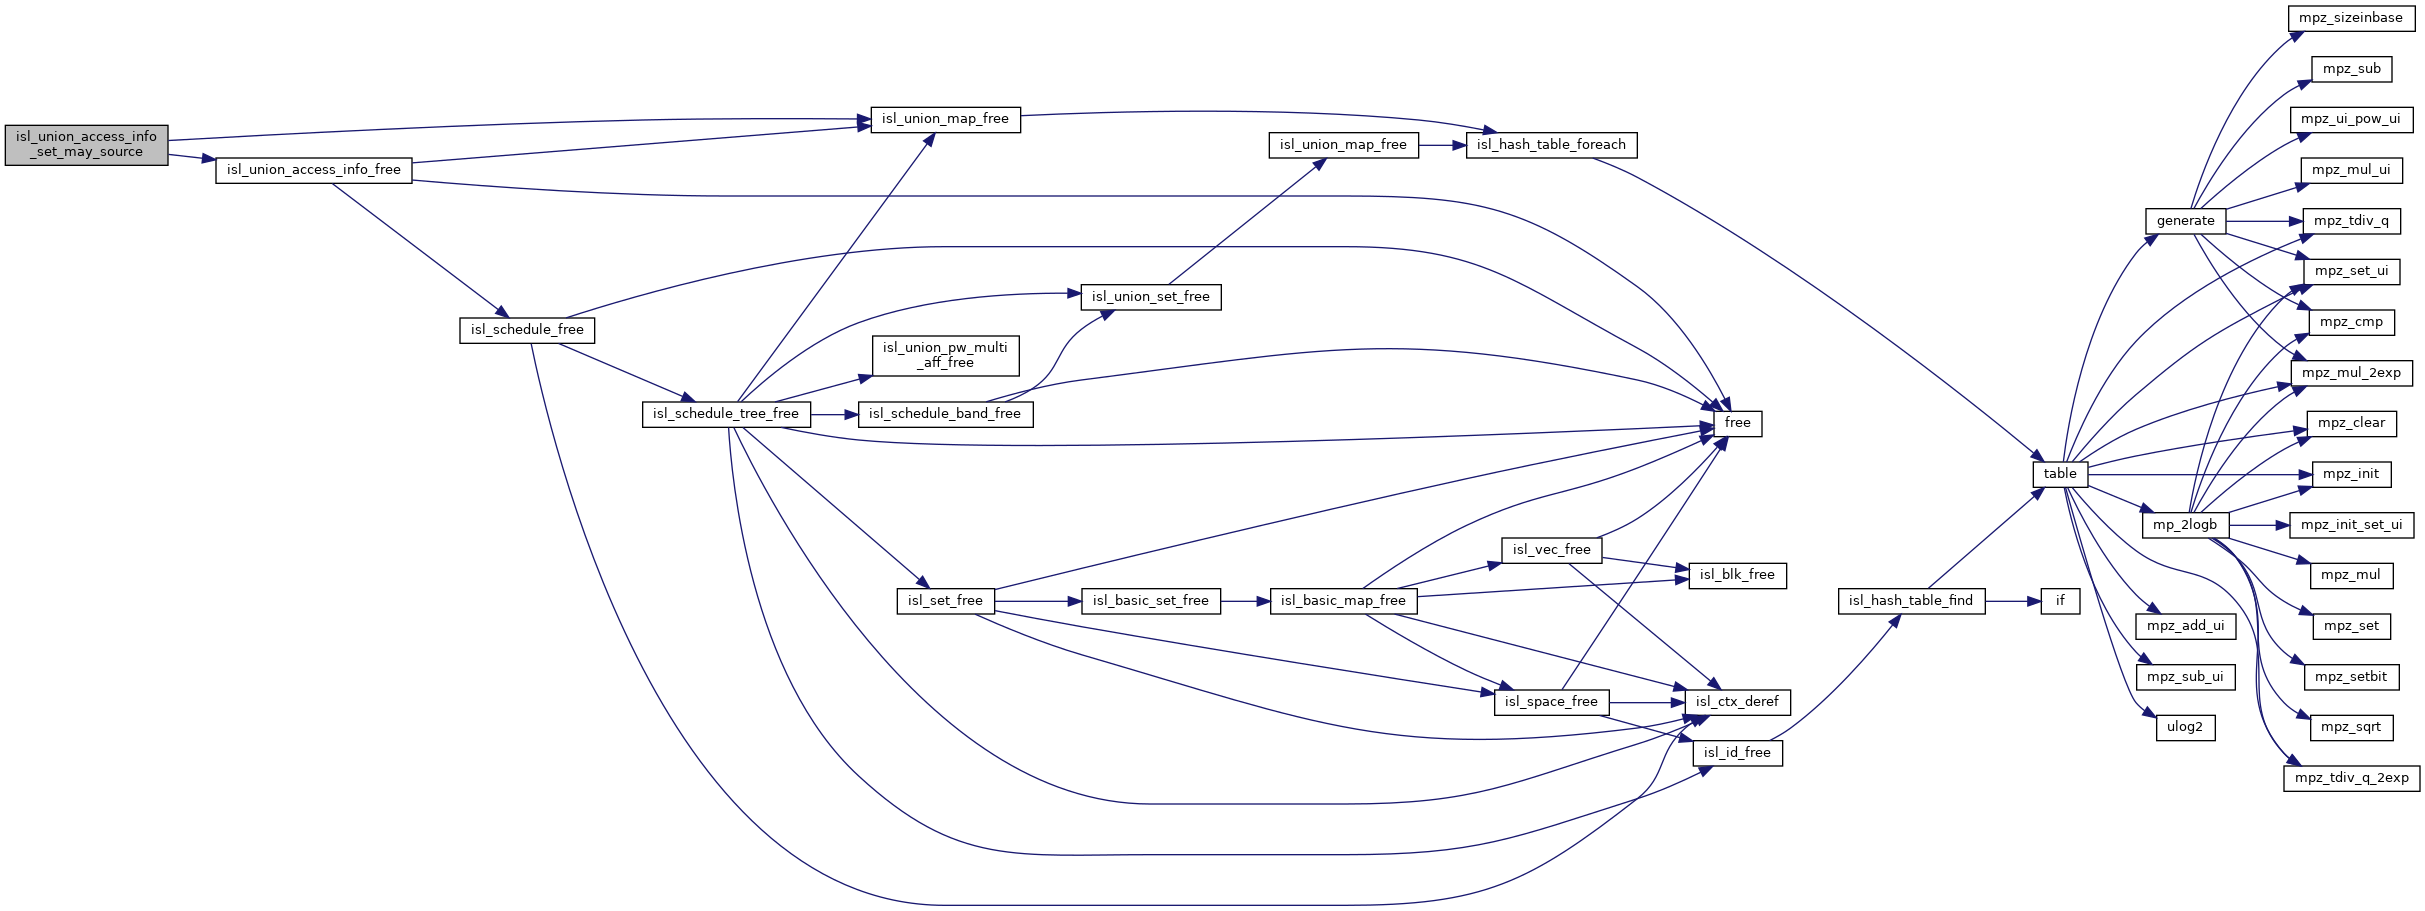 isl_union_access_info
_set_may_source
isl_union_map_free
isl_union_access_info_free
isl_schedule_free
isl_schedule_tree_free
isl_union_pw_multi
_aff_free
isl_schedule_band_free
isl_set_free
isl_union_set_free
isl_basic_set_free
isl_union_map_free
isl_basic_map_free
isl_hash_table_foreach
isl_vec_free
isl_space_free
free
isl_blk_free
isl_ctx_deref
isl_id_free
isl_hash_table_find
table
if
generate
mp_2logb
mpz_add_ui
mpz_sub_ui
ulog2
mpz_sizeinbase
mpz_sub
mpz_ui_pow_ui
mpz_mul_ui
mpz_tdiv_q
mpz_set_ui
mpz_cmp
mpz_mul_2exp
mpz_clear
mpz_init
mpz_init_set_ui
mpz_mul
mpz_set
mpz_setbit
mpz_sqrt
mpz_tdiv_q_2exp